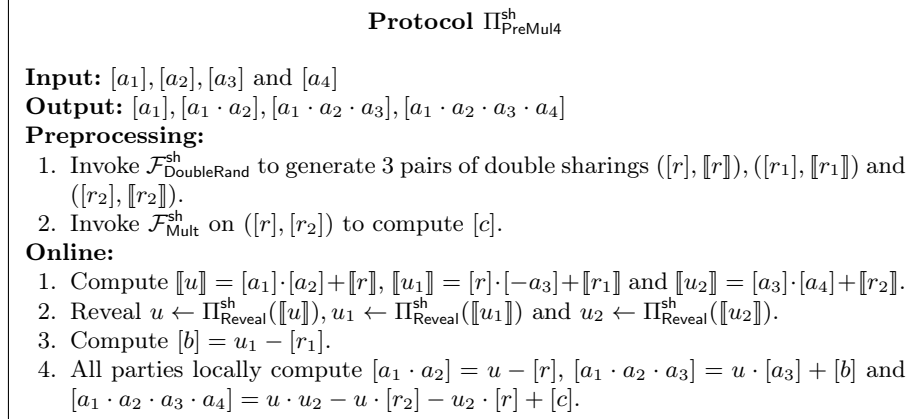 Protocol Π^sh_PreMul4
Input: [a₁], [a₂], [a₃] and [a₄]
Output: [a₁], [a₁ · a₂], [a₁ · a₂ · a₃], [a₁ · a₂ · a₃ · a₄]
Preprocessing:
1. Invoke F^sh_DoubleRand to generate 3 pairs of double sharings ([r], ⟦r⟧), ([r₁], ⟦r₁⟧) and
([r₂], ⟦r₂⟧).
2. Invoke F^sh_Mult on ([r], [r₂]) to compute [c].
Online:
1. Compute ⟦u⟧ = [a₁]·[a₂]+⟦r⟧, ⟦u₁⟧ = [r]·[−a₃]+⟦r₁⟧ and ⟦u₂⟧ = [a₃]·[a₄]+⟦r₂⟧.
2. Reveal u ← Π^sh_Reveal(⟦u⟧), u₁ ← Π^sh_Reveal(⟦u₁⟧) and u₂ ← Π^sh_Reveal(⟦u₂⟧).
3. Compute [b] = u₁ − [r₁].
4. All parties locally compute [a₁ · a₂] = u − [r], [a₁ · a₂ · a₃] = u · [a₃] + [b] and
[a₁ · a₂ · a₃ · a₄] = u · u₂ − u · [r₂] − u₂ · [r] + [c].